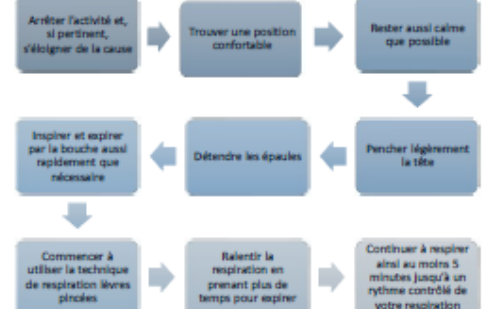 Arrêter l'activité et,
si pertinent,
s'éloigner de la cause
Trouver une position
confortable
Rester aussi calme
que possible
Pencher légèrement
la tête
Détendre les épaules
Inspirer et expirer
par la bouche aussi
rapidement que
nécessaire
Commencer à
utiliser la technique
de respiration lèvres
pincées
Ralentir la
respiration en
prenant plus de
temps pour expirer
Continuer à respirer
ainsi au moins 5
minutes jusqu'à un
rythme contrôlé de
votre respiration